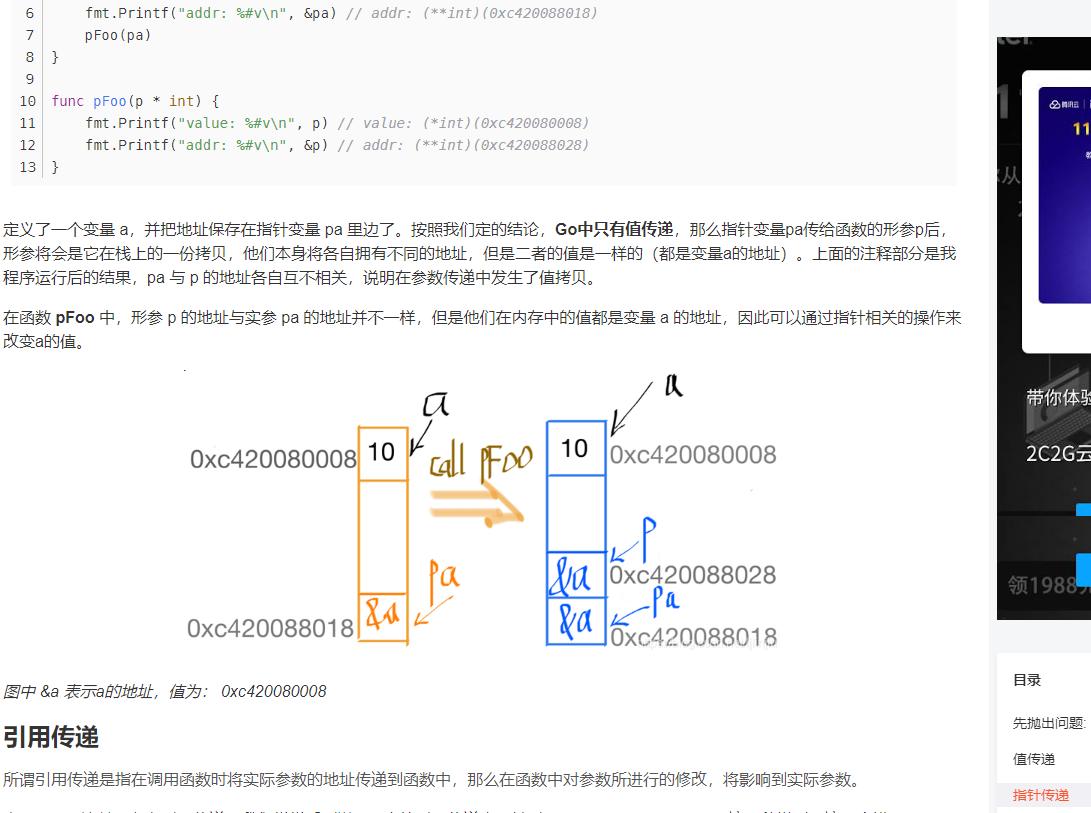 6 fmt.Printf("addr: %#v\n", &pa) // addr: (**int)(0xc420088018)
7 pFoo(pa)
8 }
9
10 func pFoo(p * int) {
11 fmt.Printf("value: %#v\n", p) // value: (*int)(0xc420080008)
12 fmt.Printf("addr: %#v\n", &p) // addr: (**int)(0xc420088028)
13 }
定义了一个变量 a，并把地址保存在指针变量 pa 里边了。按照我们定的结论，Go中只有值传递，那么指针变量pa传给函数的形参p后，
形参将会是它在栈上的一份拷贝，他们本身将各自拥有不同的地址，但是二者的值是一样的（都是变量a的地址）。上面的注释部分是我
程序运行后的结果，pa 与 p 的地址各自互不相关，说明在参数传递中发生了值拷贝。
在函数 pFoo 中，形参 p 的地址与实参 pa 的地址并不一样，但是他们在内存中的值都是变量 a 的地址，因此可以通过指针相关的操作来
改变a的值。
a
0xc420080008 10
call pFoo
pa
0xc420088018 &a
a
10 0xc420080008
p
&a 0xc420088028
pa
&a 0xc420088018
图中 &a 表示a的地址，值为： 0xc420080008
引用传递
所谓引用传递是指在调用函数时将实际参数的地址传递到函数中，那么在函数中对参数所进行的修改，将影响到实际参数。
腾讯云
11
从
带你体验
2C2G云
领1988
目录
先抛出问题:
值传递
指针传递